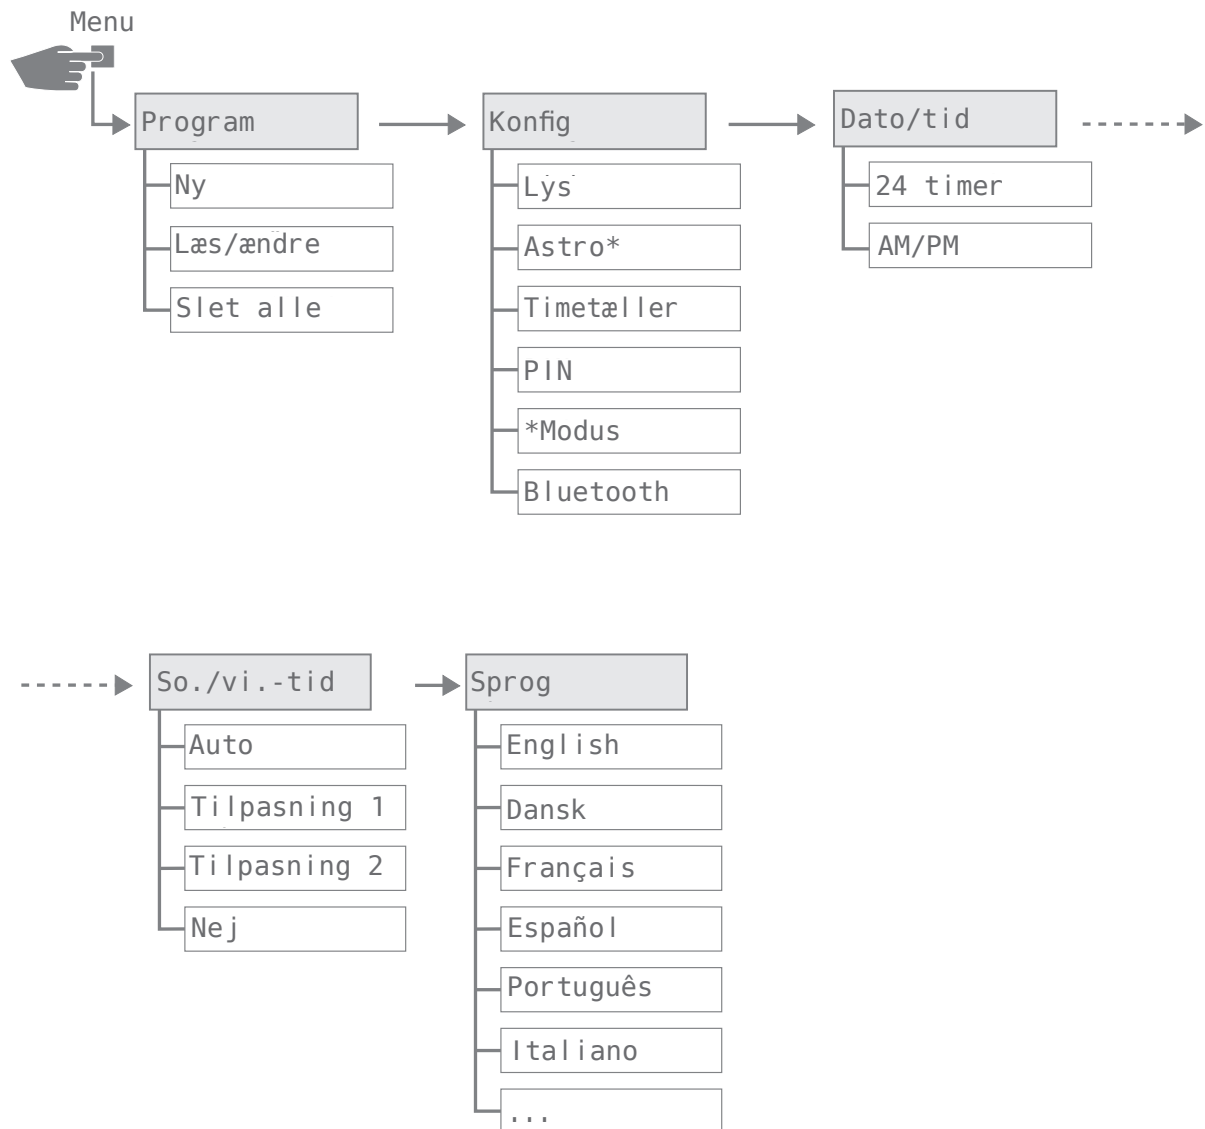 Menu
Program
Ny
Læs/ændre
Slet alle
Konfig
Lys
Astro*
Timetæller
PIN
*Modus
Bluetooth
Dato/tid
24 timer
AM/PM
So./vi.-tid
Auto
Tilpasning 1
Tilpasning 2
Nej
Sprog
English
Dansk
Français
Español
Português
Italiano
...